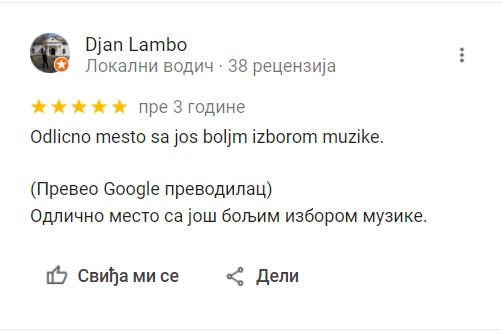 Djan Lambo
Локални водич · 38 рецензија
пре 3 године
Odlicno mesto sa jos boljm izborom muzike.
(Превео Google преводилац)
Одлично место са још бољим избором музике.
Свиђа ми се Дели